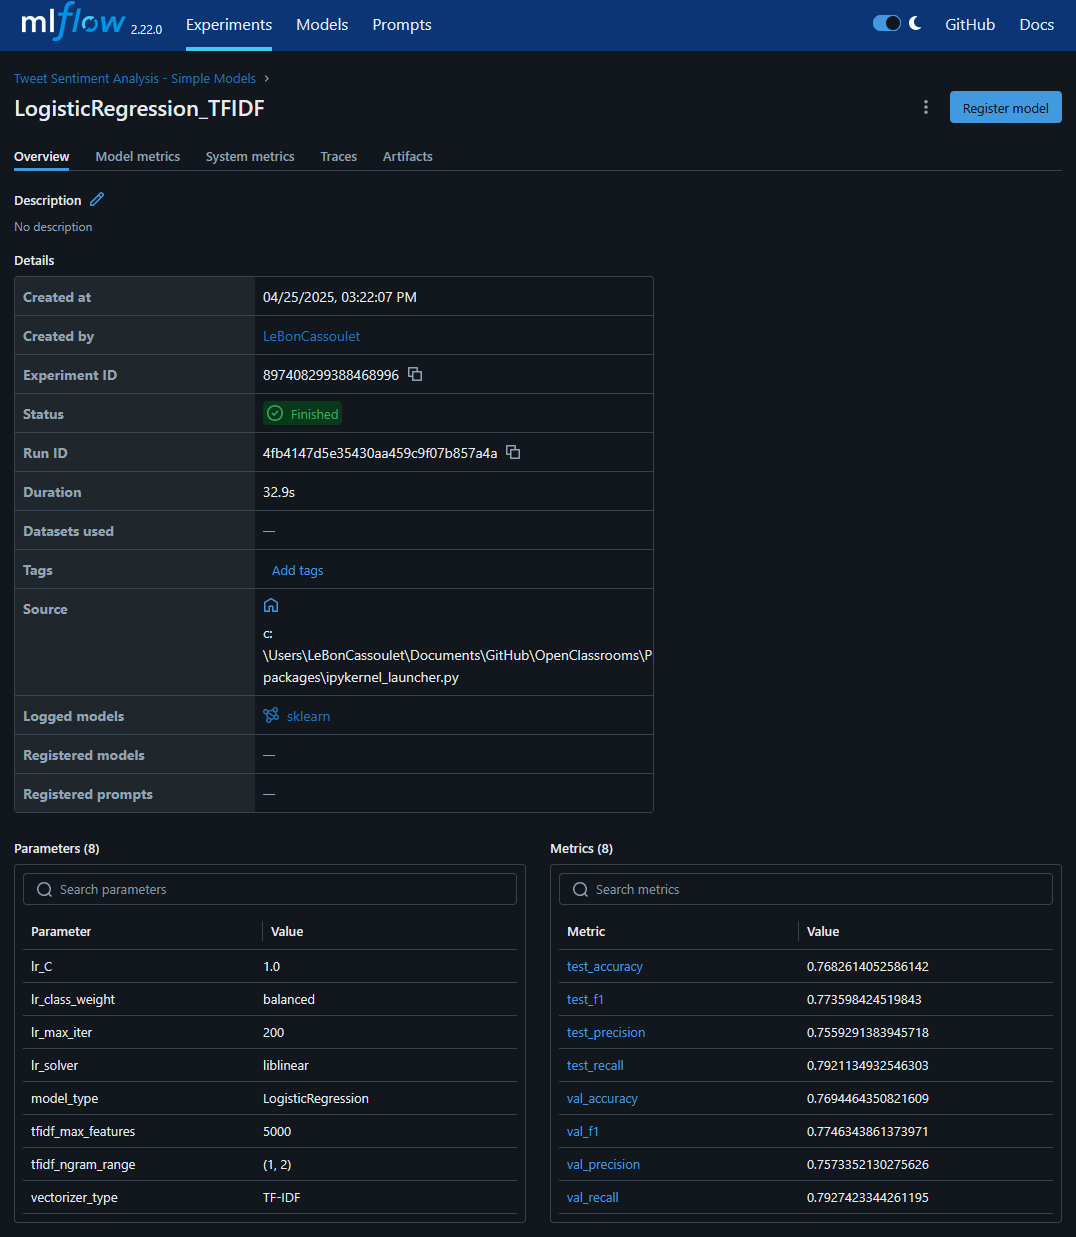 mlflow 2.22.0 Experiments Models Prompts GitHub Docs
Tweet Sentiment Analysis - Simple Models
LogisticRegression_TFIDF
Register model
Overview Model metrics System metrics Traces Artifacts
Description
No description
Details
Created at 04/25/2025, 03:22:07 PM
Created by LeBonCassoulet
Experiment ID 897408299388468996
Status Finished
Run ID 4fb4147d5e35430aa459c9f07b857a4a
Duration 32.9s
Datasets used —
Tags Add tags
Source
c:
\Users\LeBonCassoulet\Documents\GitHub\OpenClassrooms\P
packages\ipykernel_launcher.py
Logged models sklearn
Registered models —
Registered prompts —
Parameters (8)
Search parameters
Parameter Value
lr_C 1.0
lr_class_weight balanced
lr_max_iter 200
lr_solver liblinear
model_type LogisticRegression
tfidf_max_features 5000
tfidf_ngram_range (1, 2)
vectorizer_type TF-IDF
Metrics (8)
Search metrics
Metric Value
test_accuracy 0.7682614052586142
test_f1 0.773598424519843
test_precision 0.7559291383945718
test_recall 0.7921134932546303
val_accuracy 0.7694464350821609
val_f1 0.7746343861373971
val_precision 0.7573352130275626
val_recall 0.7927423344261195